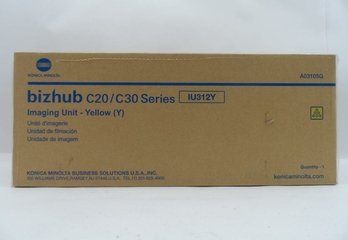 KONICA MINOLTA
A03105G
bizhub C20/C30 Series IU312Y
Imaging Unit - Yellow (Y)
Unité d'imagerie
Unidad de filmación
Unidade de imagem
Quantity - 1
KONICA MINOLTA BUSINESS SOLUTIONS U.S.A., INC.
konicaminolta.com